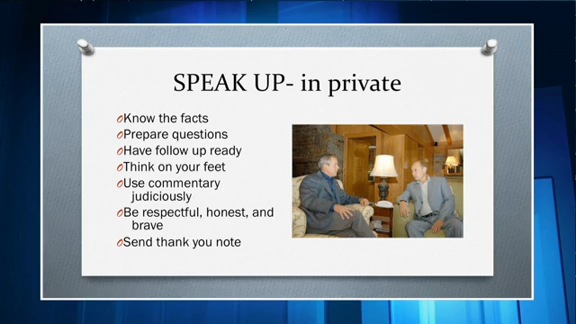 SPEAK UP- in private
Know the facts
Prepare questions
Have follow up ready
Think on your feet
Use commentary
judiciously
Be respectful, honest, and
brave
Send thank you note